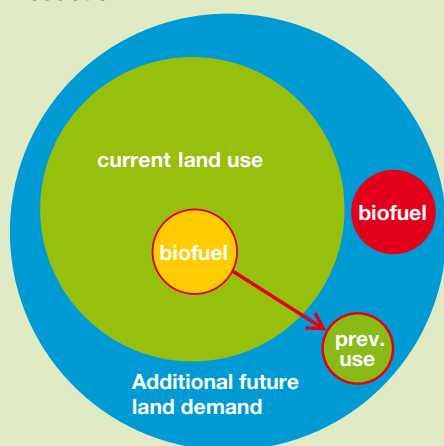 current land use
biofuel
biofuel
prev.
use
Additional future
land demand